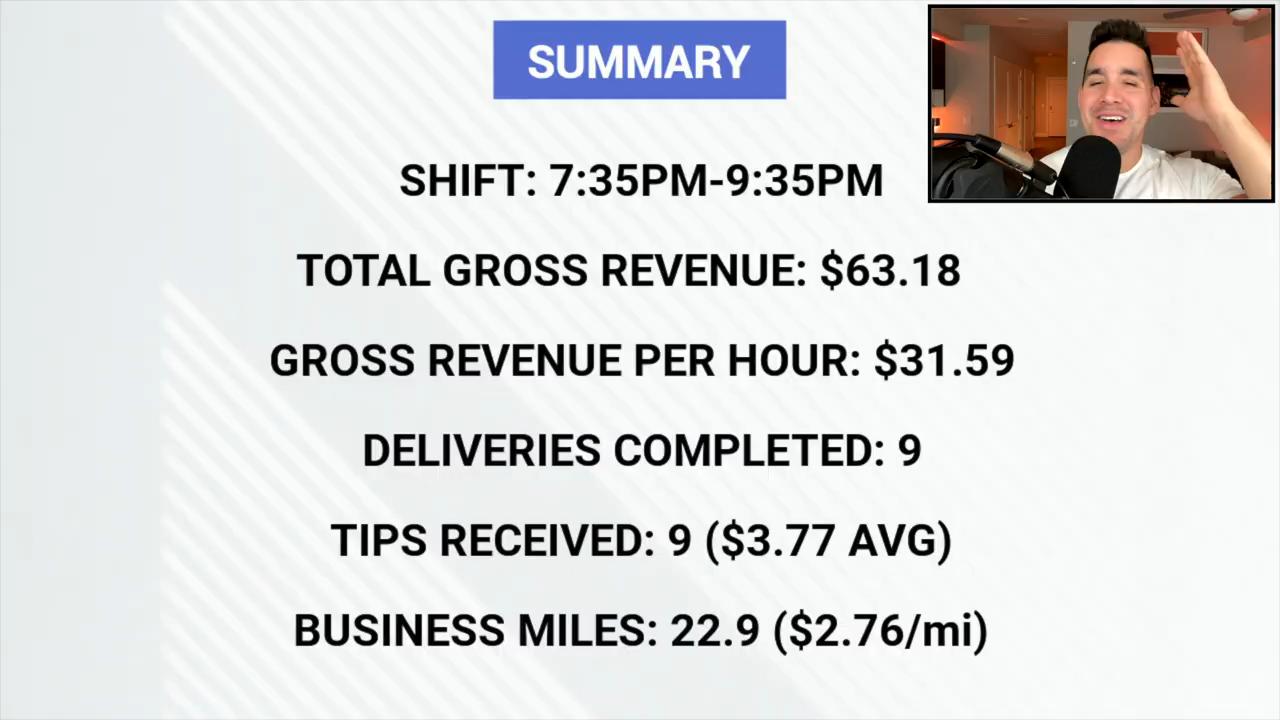 SUMMARY
SHIFT: 7:35PM-9:35PM
TOTAL GROSS REVENUE: $63.18
GROSS REVENUE PER HOUR: $31.59
DELIVERIES COMPLETED: 9
TIPS RECEIVED: 9 ($3.77 AVG)
BUSINESS MILES: 22.9 ($2.76/mi)